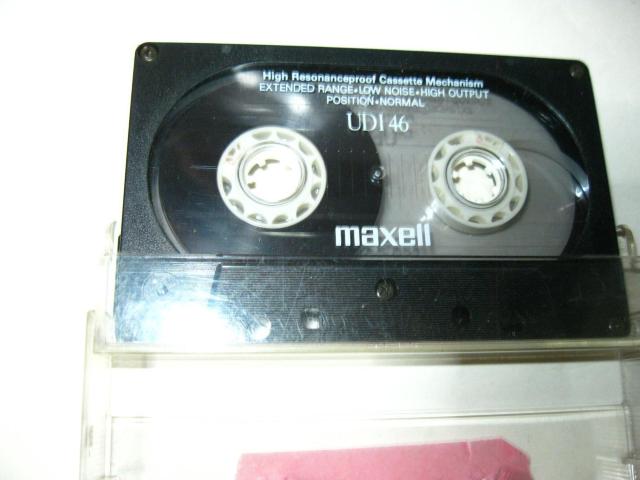 High Resonanceproof Cassette Mechanism
EXTENDED RANGE•LOW NOISE•HIGH OUTPUT
POSITION•NORMAL
UDI 46
maxell